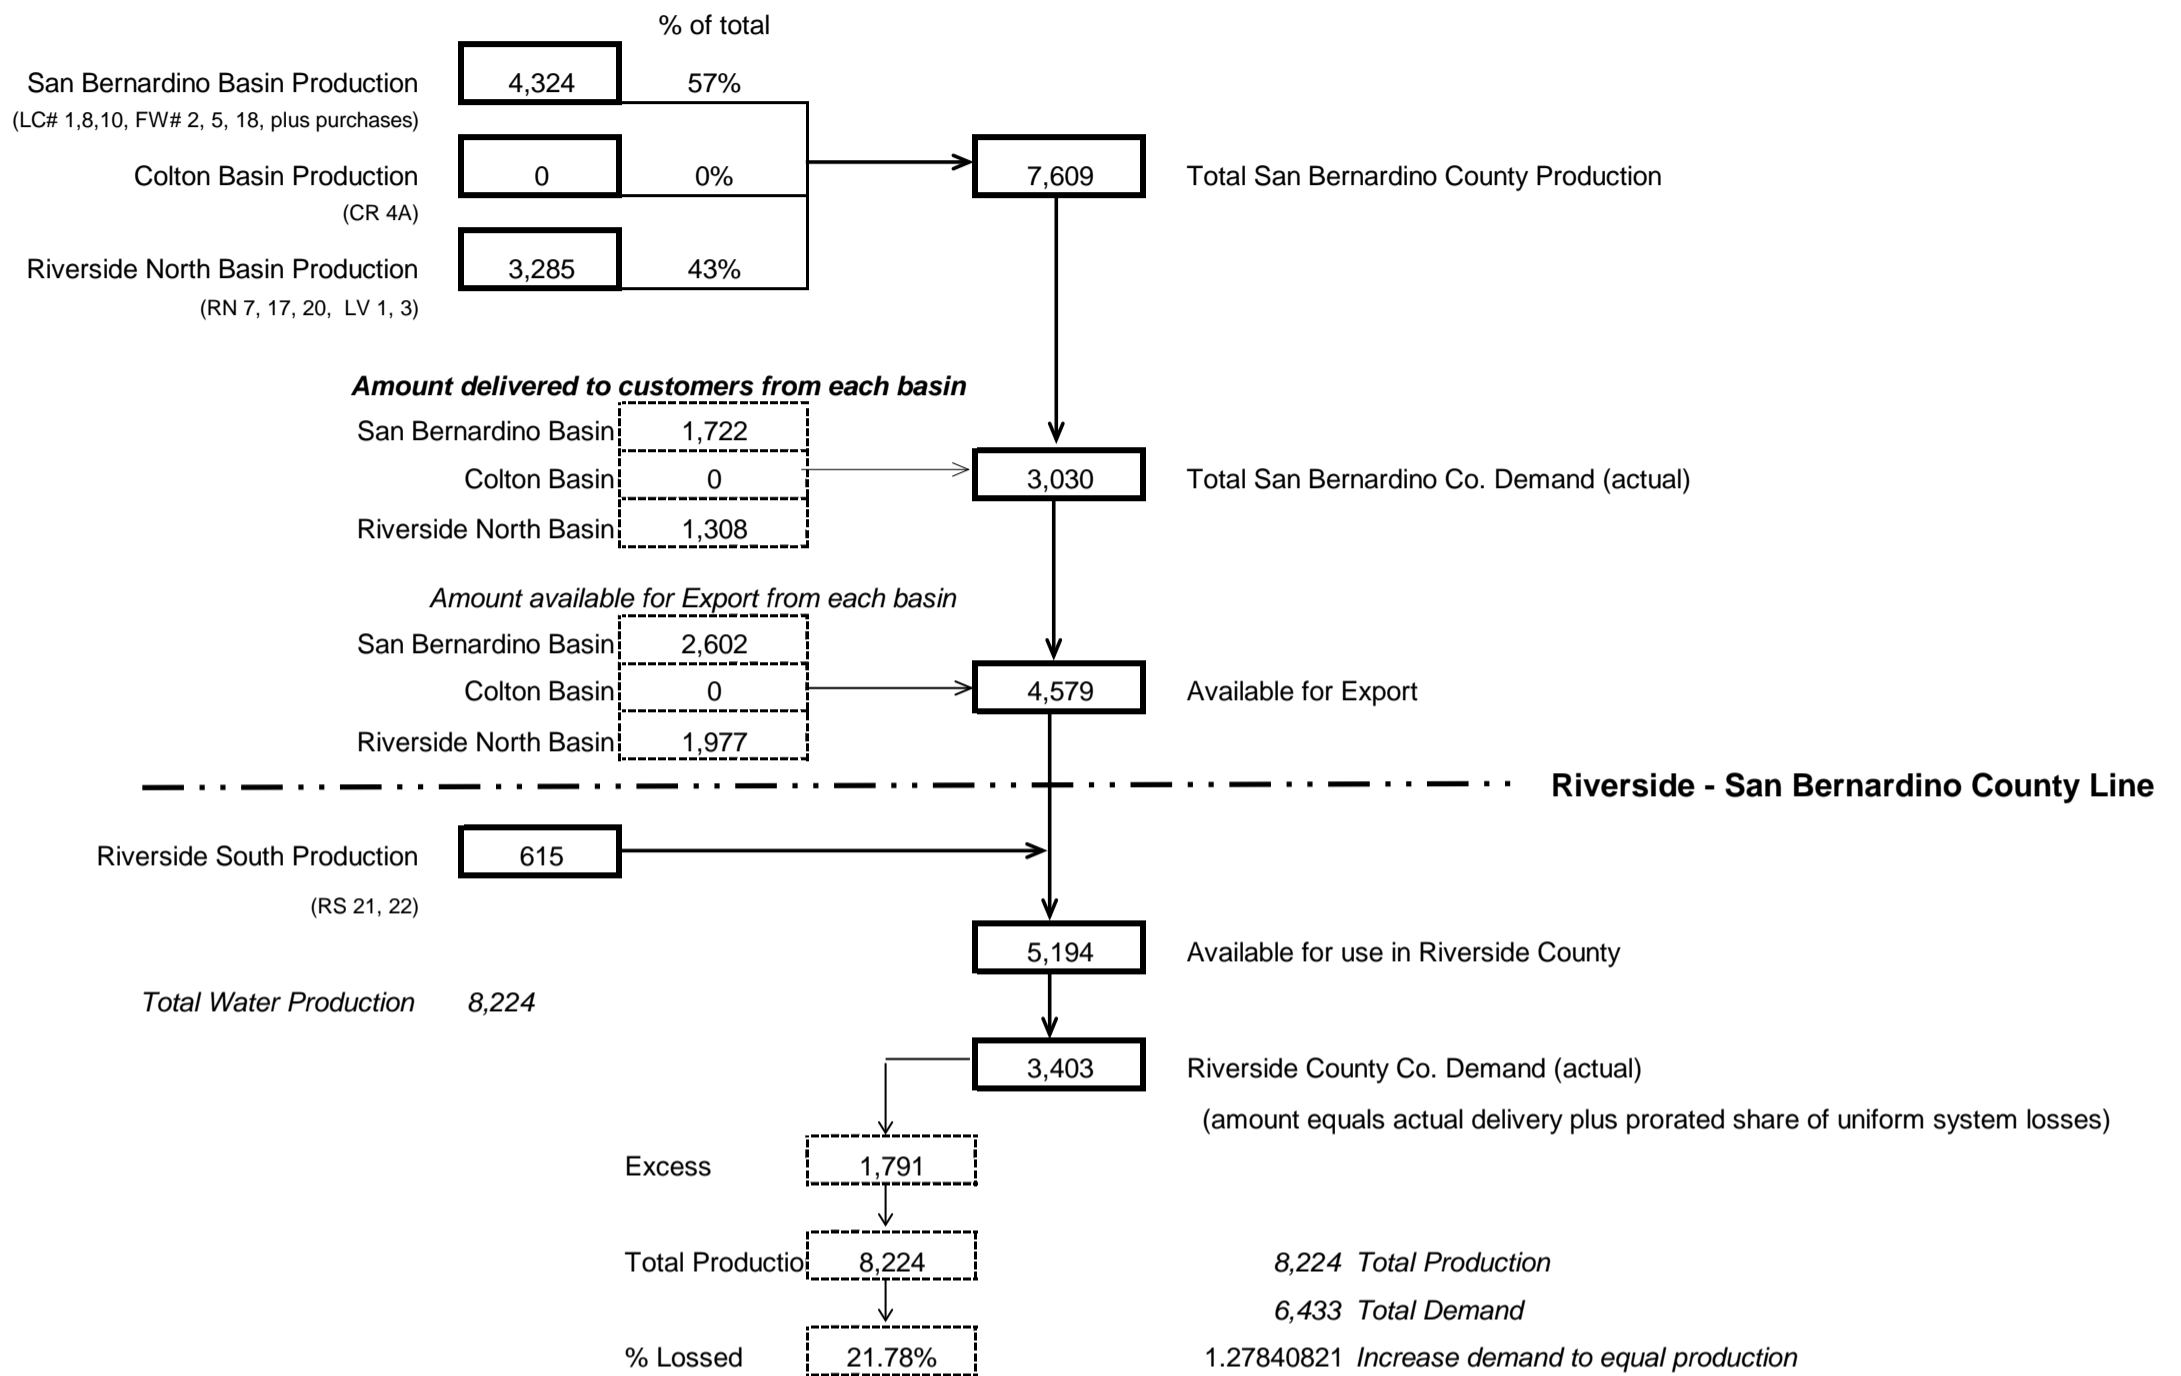 % of total
San Bernardino Basin Production 4,324 57%
(LC# 1,8,10, FW# 2, 5, 18, plus purchases)
Colton Basin Production 0 0% 7,609 Total San Bernardino County Production
(CR 4A)
Riverside North Basin Production 3,285 43%
(RN 7, 17, 20, LV 1, 3)
Amount delivered to customers from each basin
San Bernardino Basin 1,722
Colton Basin 0 3,030 Total San Bernardino Co. Demand (actual)
Riverside North Basin 1,308
Amount available for Export from each basin
San Bernardino Basin 2,602
Colton Basin 0 4,579 Available for Export
Riverside North Basin 1,977
Riverside - San Bernardino County Line
Riverside South Production 615
(RS 21, 22)
5,194 Available for use in Riverside County
Total Water Production 8,224
3,403 Riverside County Co. Demand (actual)
(amount equals actual delivery plus prorated share of uniform system losses)
Excess 1,791
Total Productio 8,224 8,224 Total Production
6,433 Total Demand
% Lossed 21.78% 1.27840821 Increase demand to equal production